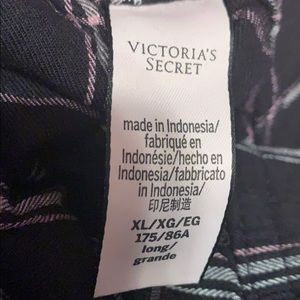 VICTORIA'S
SECRET
made in Indonesia/
fabriqué en
Indonésie/hecho en
Indonesia/fabbricato
in Indonesia/
印尼制造
XL/XG/EG
175/86A
long/
grande